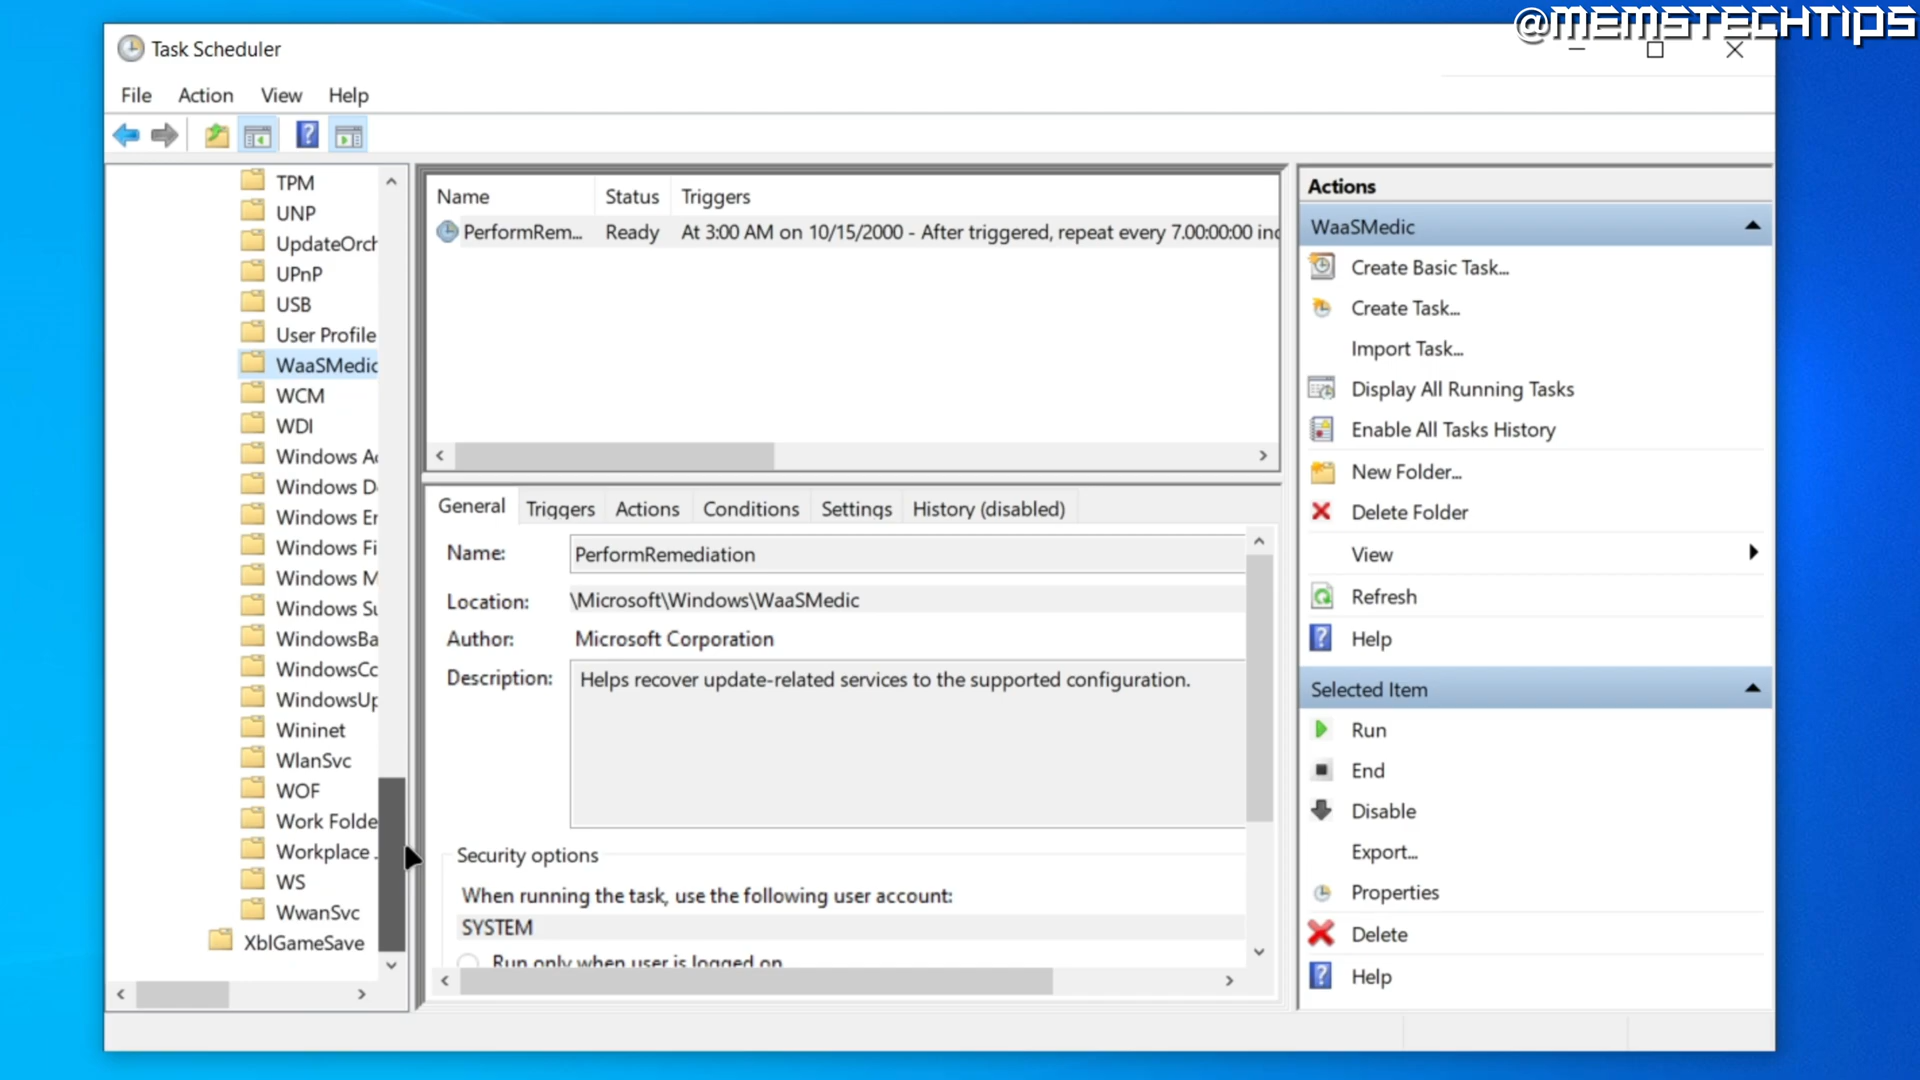 @MEMSTECHTIPS
Task Scheduler
File Action View Help
TPM
UNP
UpdateOrch
UPnP
USB
User Profile
WaaSMedic
WCM
WDI
Windows Ac
Windows D
Windows Er
Windows Fi
Windows M
Windows Su
WindowsBa
WindowsCo
WindowsUp
Wininet
WlanSvc
WOF
Work Folde
Workplace
WS
WwanSvc
XblGameSave
Name Status Triggers
PerformRem... Ready At 3:00 AM on 10/15/2000 - After triggered, repeat every 7.00:00:00 ind
General Triggers Actions Conditions Settings History (disabled)
Name: PerformRemediation
Location: \Microsoft\Windows\WaaSMedic
Author: Microsoft Corporation
Description: Helps recover update-related services to the supported configuration.
Security options
When running the task, use the following user account:
SYSTEM
Run only when user is logged on
Actions
WaaSMedic
Create Basic Task...
Create Task...
Import Task...
Display All Running Tasks
Enable All Tasks History
New Folder...
Delete Folder
View
Refresh
Help
Selected Item
Run
End
Disable
Export...
Properties
Delete
Help